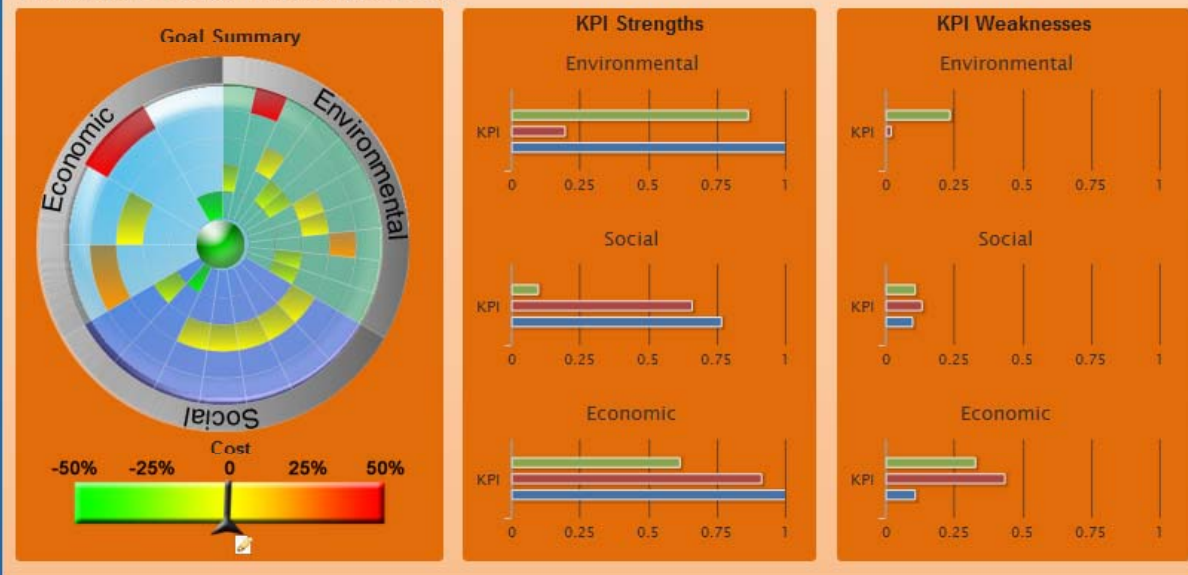 Goal Summary
Economic
Environmental
Social
Cost
-50% -25% 0 25% 50%
KPI Strengths
Environmental
KPI
0 0.25 0.5 0.75 1
Social
KPI
0 0.25 0.5 0.75 1
Economic
KPI
0 0.25 0.5 0.75 1
KPI Weaknesses
Environmental
KPI
0 0.25 0.5 0.75 1
Social
KPI
0 0.25 0.5 0.75 1
Economic
KPI
0 0.25 0.5 0.75 1